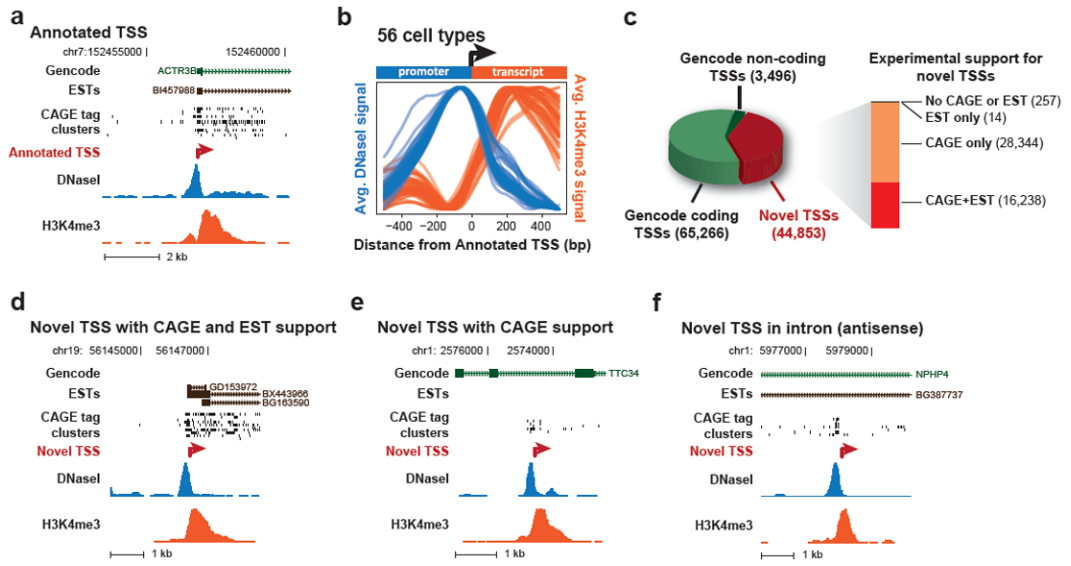 a
Annotated TSS
chr7:152455000 | 152460000 |
Gencode ACTR3B
ESTs BI457988
CAGE tag
clusters
Annotated TSS
DNaseI
H3K4me3
2 kb
b
56 cell types
promoter transcript
Avg. DNaseI signal
Avg. H3K4me3 signal
−400 −200 0 200 400
Distance from Annotated TSS (bp)
c
Gencode non-coding
TSSs (3,496)
Gencode coding
TSSs (65,266)
Novel TSSs
(44,853)
Experimental support for
novel TSSs
No CAGE or EST (257)
EST only (14)
CAGE only (28,344)
CAGE+EST (16,238)
d
Novel TSS with CAGE and EST support
chr19: 56145000 | 56147000 |
Gencode
ESTs GD153972
BX443966
BG163590
CAGE tag
clusters
Novel TSS
DNaseI
H3K4me3
1 kb
e
Novel TSS with CAGE support
chr1: 2576000 | 2574000 |
Gencode TTC34
ESTs
CAGE tag
clusters
Novel TSS
DNaseI
H3K4me3
1 kb
f
Novel TSS in intron (antisense)
chr1: 5977000 | 5979000 |
Gencode NPHP4
ESTs BG387737
CAGE tag
clusters
Novel TSS
DNaseI
H3K4me3
1 kb